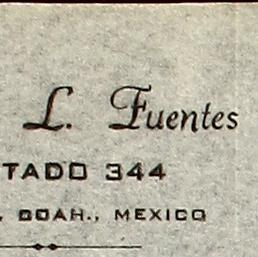 L. Fuentes
TADO 344
, COAH., MEXICO